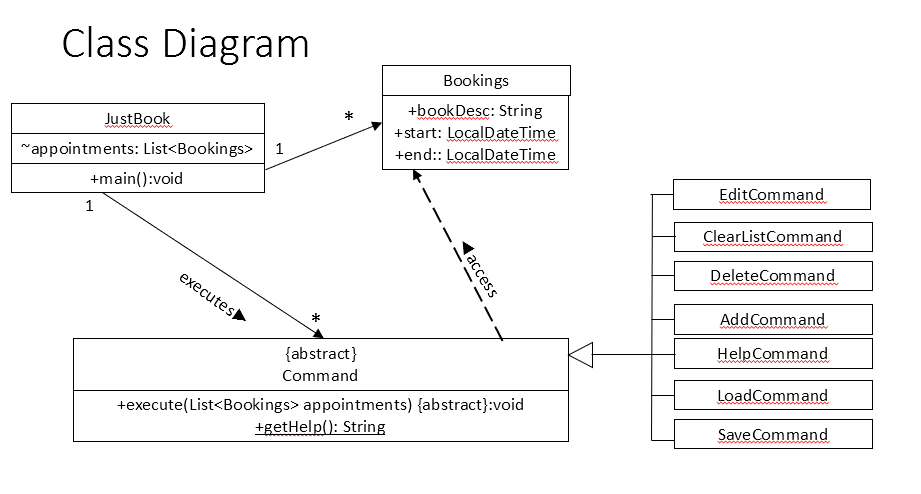 Class Diagram
Bookings
+bookDesc: String
+start: LocalDateTime
+end:: LocalDateTime
JustBook
~appointments: List<Bookings>
+main():void
1
*
1
executes
*
access
{abstract}
Command
+execute(List<Bookings> appointments) {abstract}:void
+getHelp(): String
EditCommand
ClearListCommand
DeleteCommand
AddCommand
HelpCommand
LoadCommand
SaveCommand